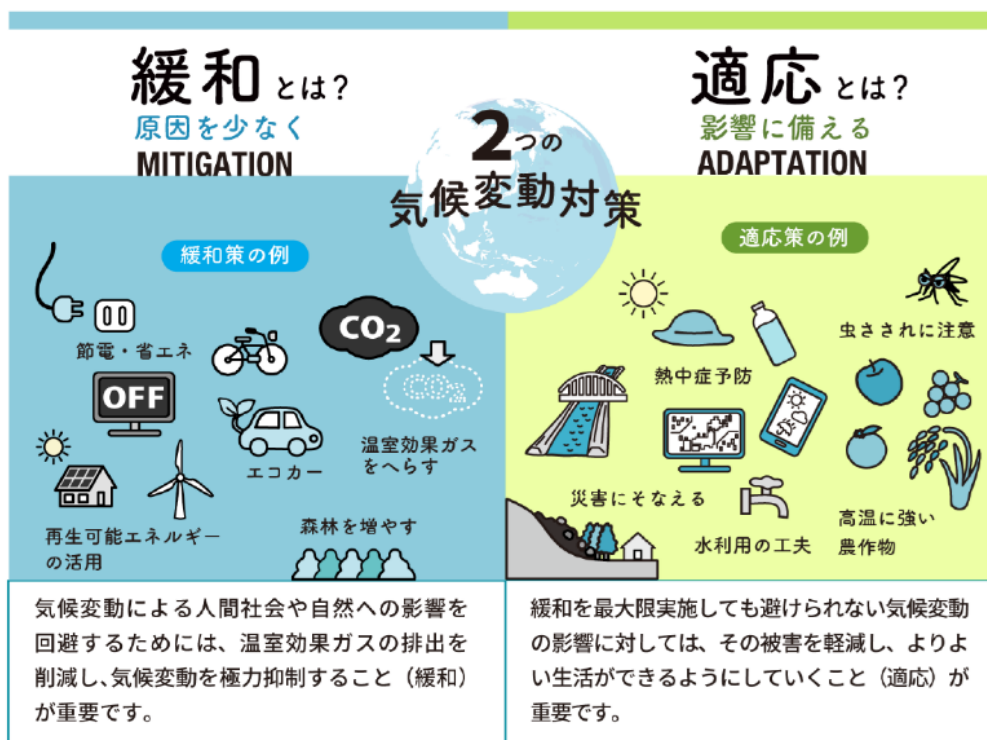 緩和とは？
原因を少なく
MITIGATION
2つの
気候変動対策
適応とは？
影響に備える
ADAPTATION
緩和策の例
節電・省エネ
OFF
CO₂
CO₂
温室効果ガス
をへらす
エコカー
再生可能エネルギー
の活用
森林を増やす
適応策の例
虫さされに注意
熱中症予防
災害にそなえる
水利用の工夫
高温に強い
農作物
気候変動による人間社会や自然への影響を
回避するためには、温室効果ガスの排出を
削減し、気候変動を極力抑制すること（緩和）
が重要です。
緩和を最大限実施しても避けられない気候変動
の影響に対しては、その被害を軽減し、よりよ
い生活ができるようにしていくこと（適応）が
重要です。